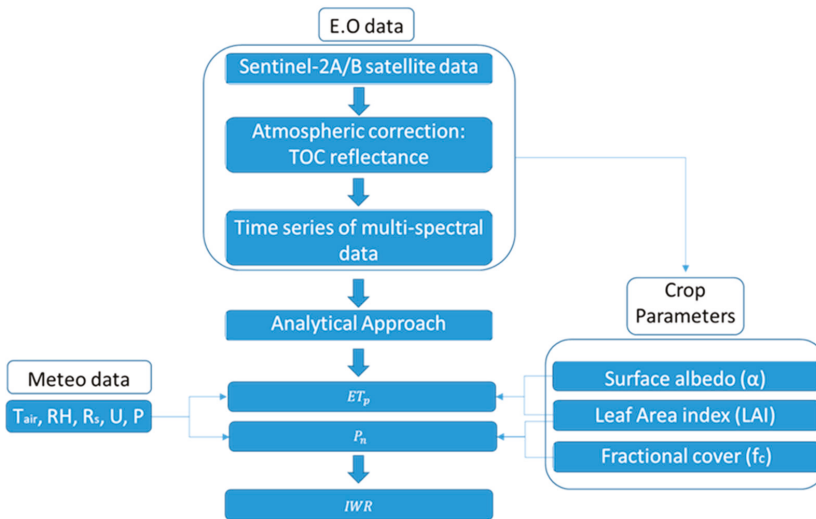 E.O data
Sentinel-2A/B satellite data
Atmospheric correction:
TOC reflectance
Time series of multi-spectral
data
Analytical Approach
Crop
Parameters
Meteo data
Tair, RH, Rs, U, P
ETp
Pn
IWR
Surface albedo (α)
Leaf Area index (LAI)
Fractional cover (fc)